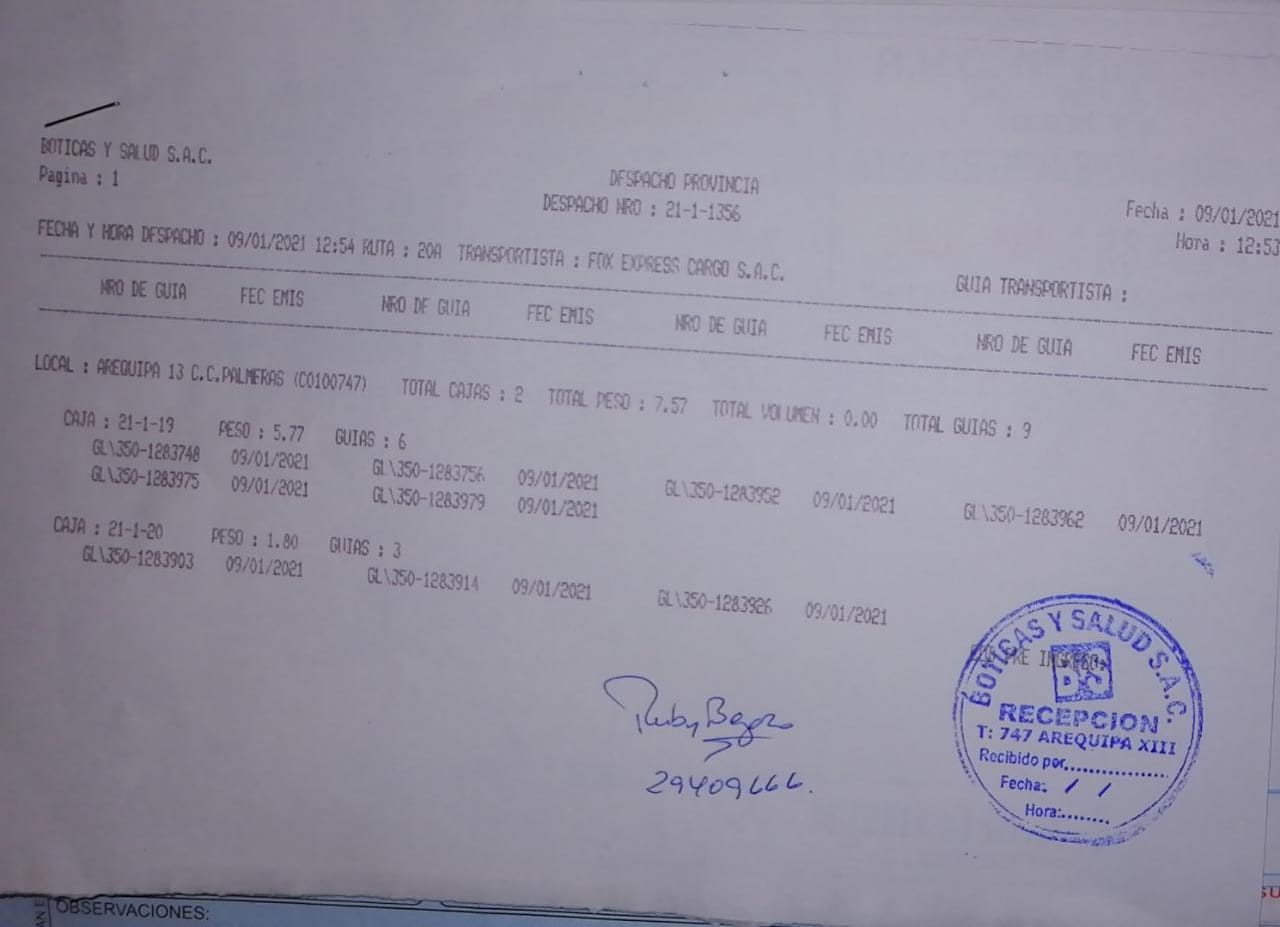 BOTICAS Y SALUD S.A.C.
Pagina : 1
DESPACHO PROVINCIA
DESPACHO NRO : 21-1-1356
Fecha : 09/01/2021
Hora : 12:53
FECHA Y HORA DESPACHO : 09/01/2021 12:54 RUTA : 20A TRANSPORTISTA : FOX EXPRESS CARGO S.A.C.
GUIA TRANSPORTISTA :
NRO DE GUIA FEC EMIS NRO DE GUIA FEC EMIS NRO DE GUIA FEC EMIS NRO DE GUIA FEC EMIS
LOCAL : AREQUIPA 13 C.C.PALMERAS (C0100747) TOTAL CAJAS : 2 TOTAL PESO : 7.57 TOTAL VOLUMEN : 0.00 TOTAL GUIAS : 9
CAJA : 21-1-19 PESO : 5.77 GUIAS : 6
GL\350-1283748 09/01/2021 GL\350-1283756 09/01/2021 GL\350-1283952 09/01/2021 GL\350-1283962 09/01/2021
GL\350-1283975 09/01/2021 GL\350-1283979 09/01/2021
CAJA : 21-1-20 PESO : 1.80 GUIAS : 3
GL\350-1283903 09/01/2021 GL\350-1283914 09/01/2021 GL\350-1283926 09/01/2021
PRE INGRESO:
BOTICAS Y SALUD S.A.C.
BS
RECEPCION
T: 747 AREQUIPA XIII
Recibido por..................
Fecha: / /
Hora:........
Ruby
29409666.
OBSERVACIONES: